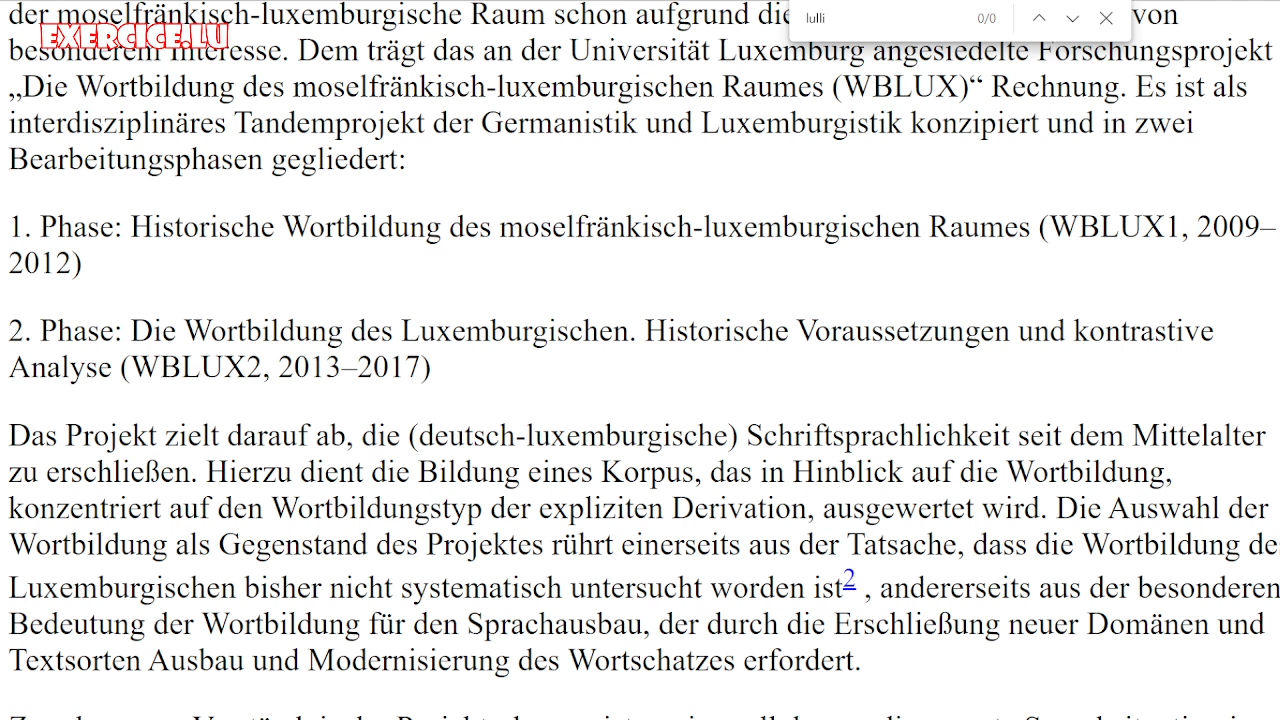 der moselfränkisch-luxemburgische Raum schon aufgrund von
lulli 0/0
EXERCICE.LU
besonderem Interesse. Dem trägt das an der Universität Luxemburg angesiedelte Forschungsprojekt
„Die Wortbildung des moselfränkisch-luxemburgischen Raumes (WBLUX)“ Rechnung. Es ist als
interdisziplinäres Tandemprojekt der Germanistik und Luxemburgistik konzipiert und in zwei
Bearbeitungsphasen gegliedert:
1. Phase: Historische Wortbildung des moselfränkisch-luxemburgischen Raumes (WBLUX1, 2009–
2012)
2. Phase: Die Wortbildung des Luxemburgischen. Historische Voraussetzungen und kontrastive
Analyse (WBLUX2, 2013–2017)
Das Projekt zielt darauf ab, die (deutsch-luxemburgische) Schriftsprachlichkeit seit dem Mittelalter
zu erschließen. Hierzu dient die Bildung eines Korpus, das in Hinblick auf die Wortbildung,
konzentriert auf den Wortbildungstyp der expliziten Derivation, ausgewertet wird. Die Auswahl der
Wortbildung als Gegenstand des Projektes rührt einerseits aus der Tatsache, dass die Wortbildung des
Luxemburgischen bisher nicht systematisch untersucht worden ist2 , andererseits aus der besonderen
Bedeutung der Wortbildung für den Sprachausbau, der durch die Erschließung neuer Domänen und
Textsorten Ausbau und Modernisierung des Wortschatzes erfordert.